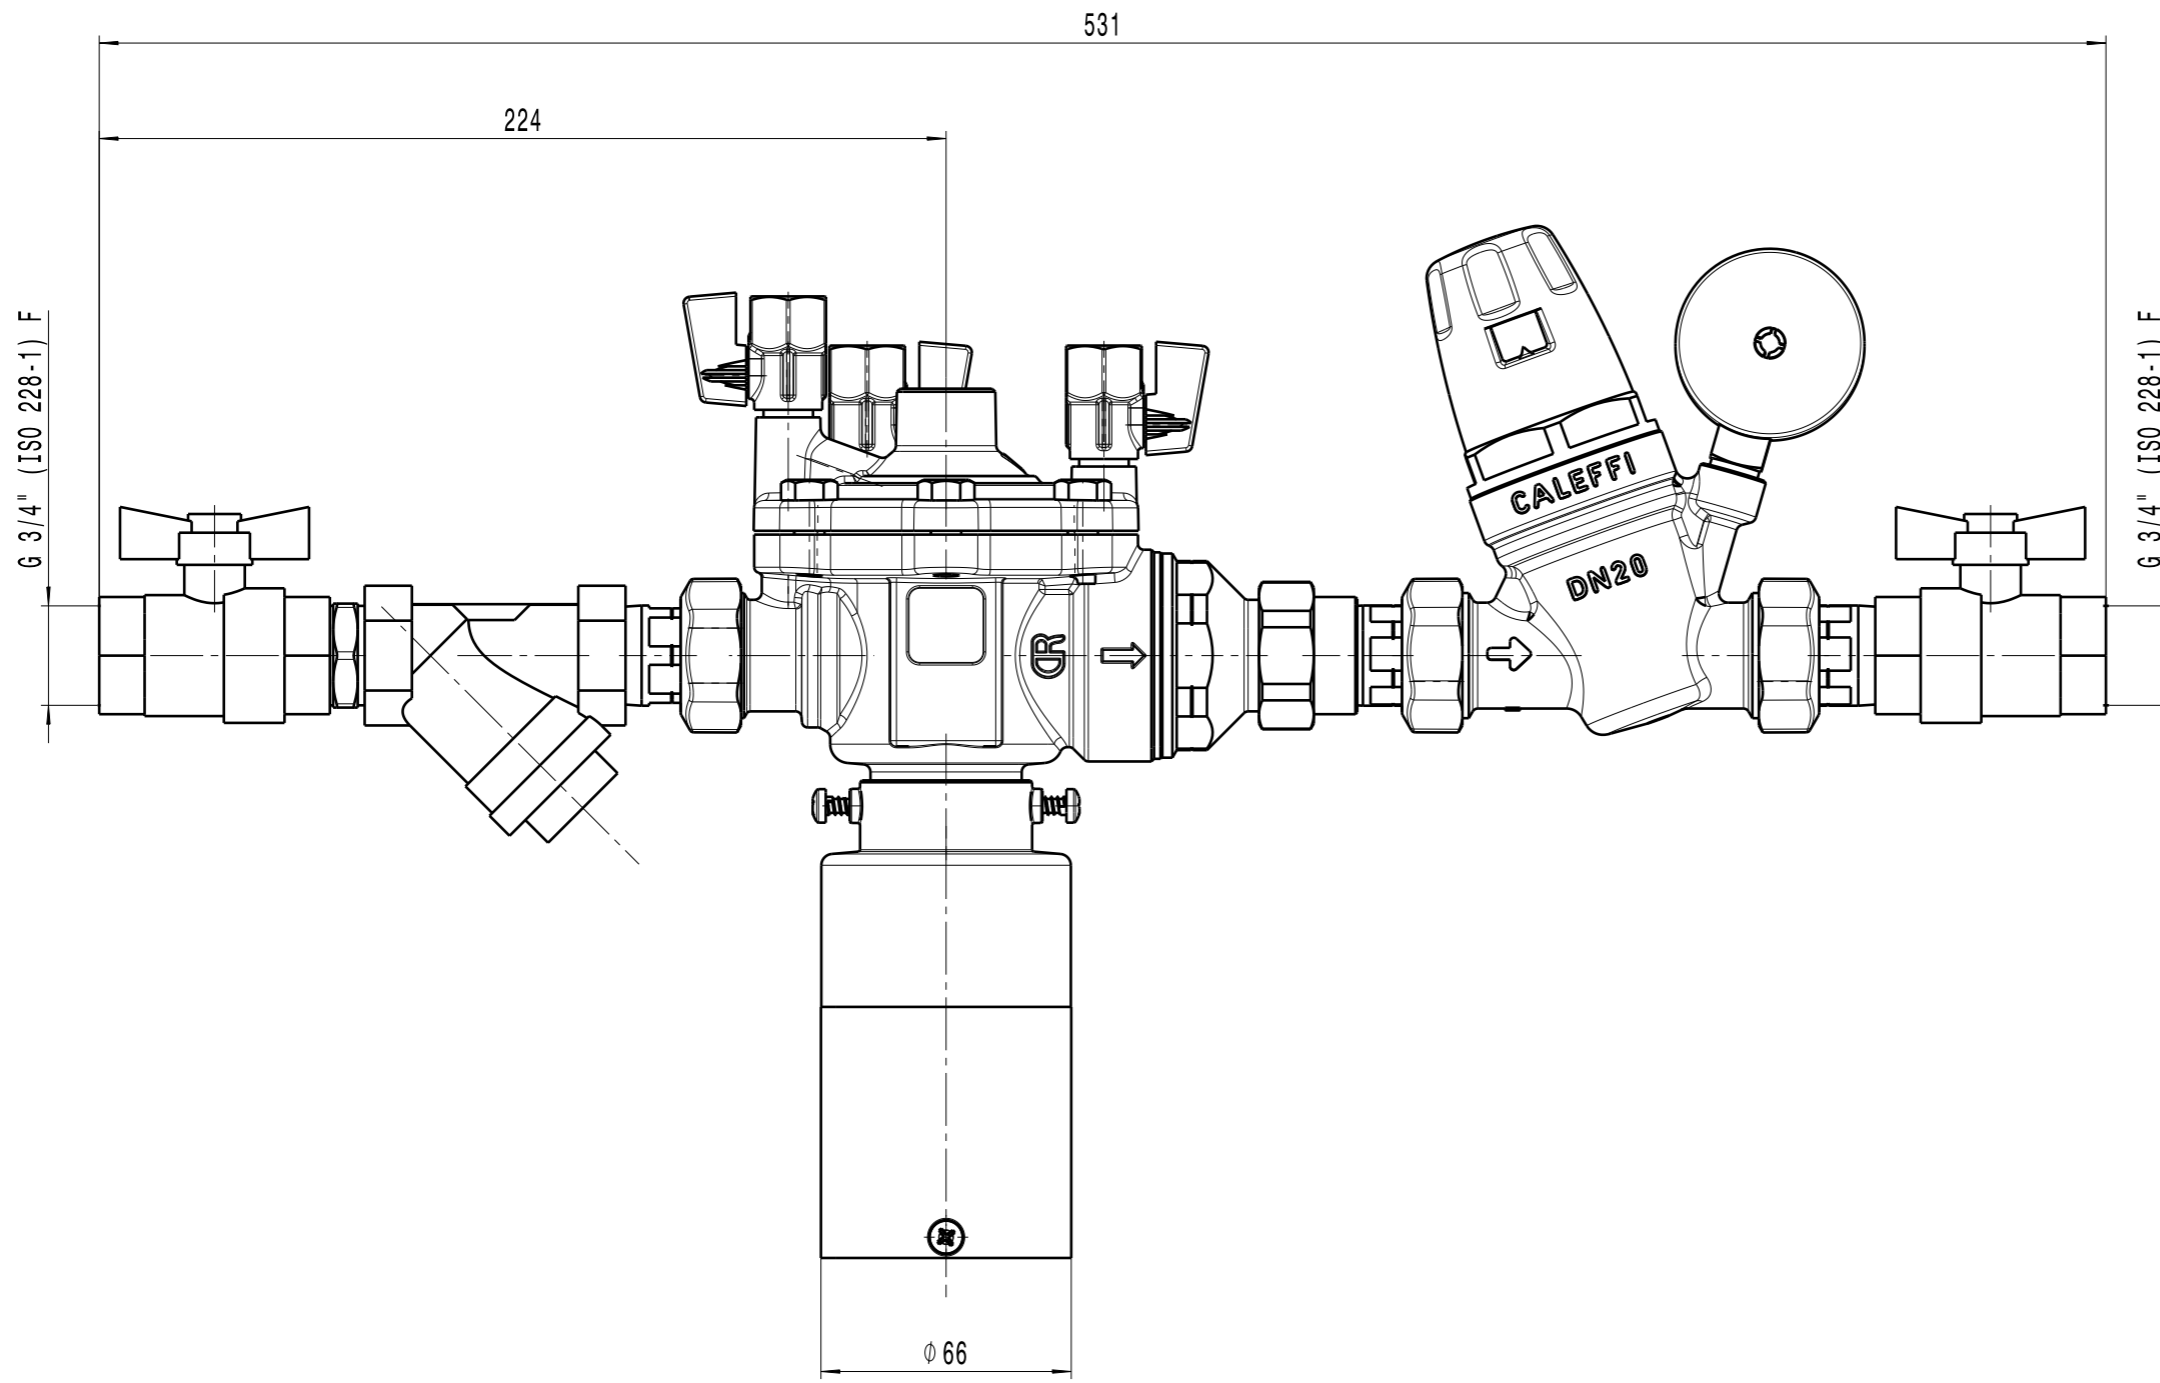 531
224
G 3/4" (ISO 228-1) F
G 3/4" (ISO 228-1) F
CALEFFI
DN20
⌀ 66